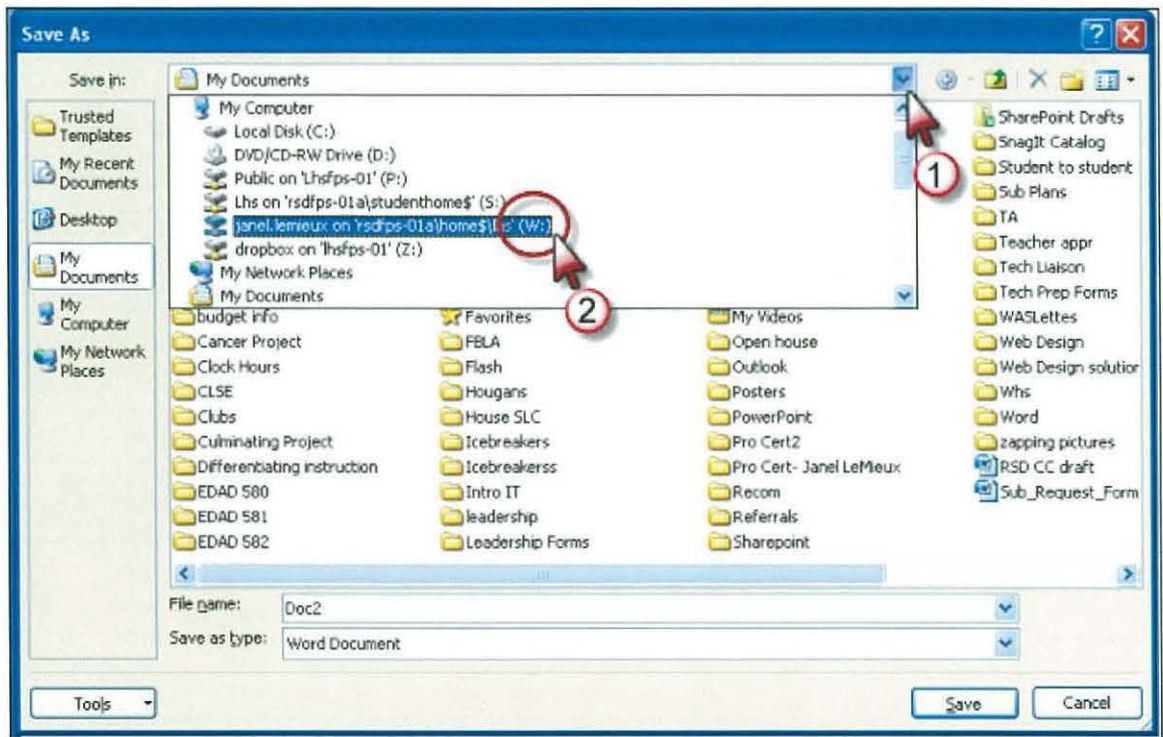 Save As
Save in:
My Documents
Trusted Templates
My Recent Documents
Desktop
My Documents
My Computer
My Network Places
My Computer
Local Disk (C:)
DVD/CD-RW Drive (D:)
Public on 'Lhsfps-01' (P:)
Lhs on 'rsdfps-01a\studenthome$' (S:)
janel.lemieux on 'rsdfps-01a\home$\lhs' (W:)
dropbox on 'lhsfps-01' (Z:)
My Network Places
My Documents
1
2
budget info
Cancer Project
Clock Hours
CLSE
Clubs
Culminating Project
Differentiating instruction
EDAD 580
EDAD 581
EDAD 582
Favorites
FBLA
Flash
Hougans
House SLC
Icebreakers
Icebreakerss
Intro IT
leadership
Leadership Forms
My Videos
Open house
Outlook
Posters
PowerPoint
Pro Cert2
Pro Cert- Janel LeMieux
Recom
Referrals
Sharepoint
SharePoint Drafts
SnagIt Catalog
Student to student
Sub Plans
TA
Teacher appr
Tech Liaison
Tech Prep Forms
WASLettes
Web Design
Web Design solution
Whs
Word
zapping pictures
RSD CC draft
Sub_Request_Form
File name:
Doc2
Save as type:
Word Document
Tools
Save
Cancel